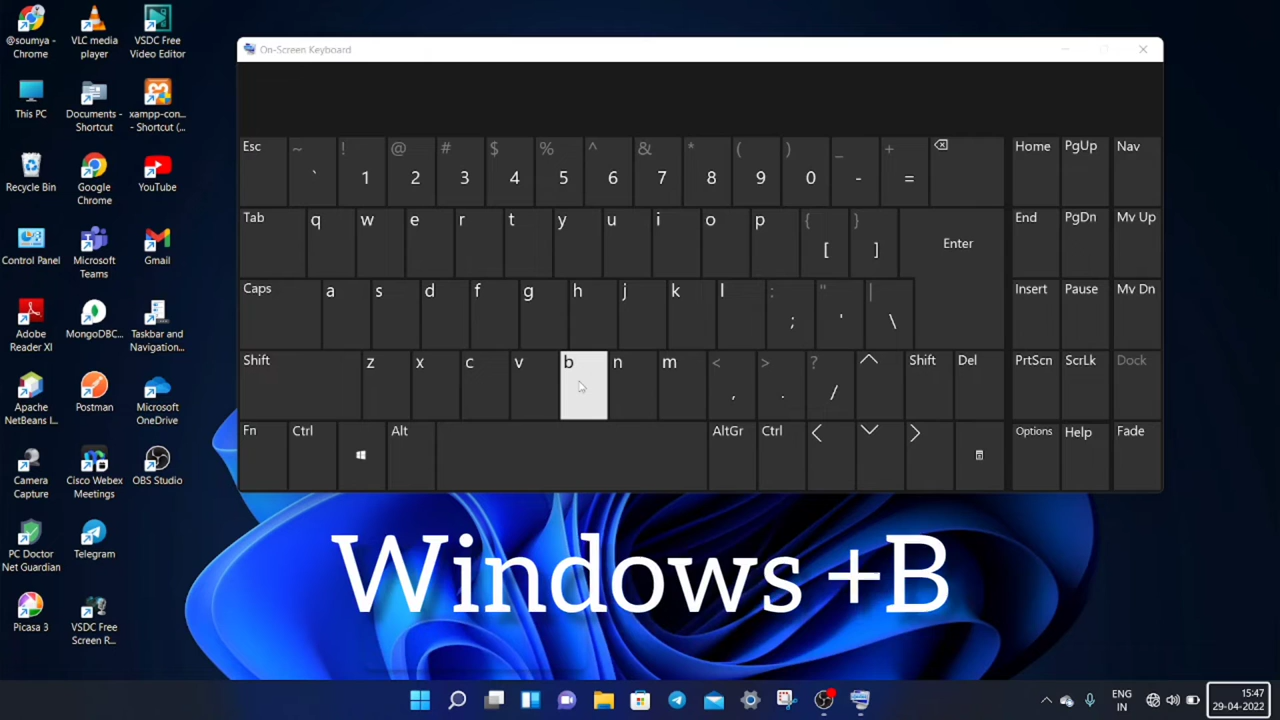 @soumya -
Chrome
VLC media
player
VSDC Free
Video Editor
This PC
Documents -
Shortcut
xampp-con...
- Shortcut (...
Recycle Bin
Google
Chrome
YouTube
Control Panel
Microsoft
Teams
Gmail
Adobe
Reader XI
MongoDBC...
Taskbar and
Navigation...
Apache
NetBeans I...
Postman
Microsoft
OneDrive
Camera
Capture
Cisco Webex
Meetings
OBS Studio
PC Doctor
Net Guardian
Telegram
Picasa 3
VSDC Free
Screen R...
On-Screen Keyboard
Esc ~ ` ! 1 @ 2 # 3 $ 4 % 5 ^ 6 & 7 * 8 ( 9 ) 0 _ - + = Home PgUp Nav
Tab q w e r t y u i o p { [ } ] Enter End PgDn Mv Up
Caps a s d f g h j k l : ; " ' | \ Insert Pause Mv Dn
Shift z x c v b n m < , > . ? / Shift Del PrtScn ScrLk Dock
Fn Ctrl Alt AltGr Ctrl Options Help Fade
Windows +B
ENG
IN
15:47
29-04-2022